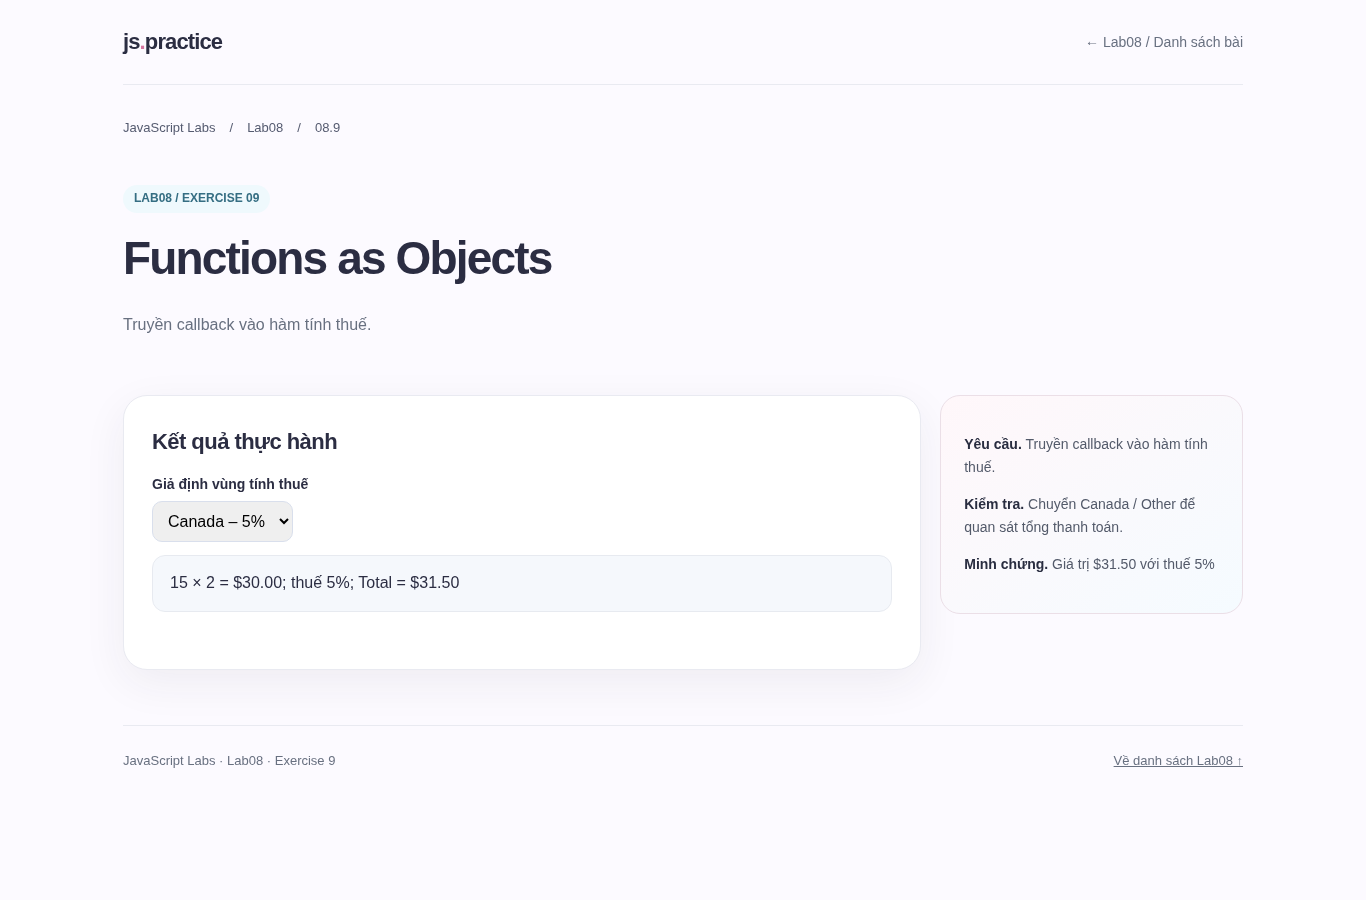 js.practice
← Lab08 / Danh sách bài
JavaScript Labs / Lab08 / 08.9
LAB08 / EXERCISE 09
Functions as Objects
Truyền callback vào hàm tính thuế.
Kết quả thực hành
Giả định vùng tính thuế
Canada – 5%
15 × 2 = $30.00; thuế 5%; Total = $31.50
Yêu cầu. Truyền callback vào hàm tính
thuế.
Kiểm tra. Chuyển Canada / Other để
quan sát tổng thanh toán.
Minh chứng. Giá trị $31.50 với thuế 5%
JavaScript Labs · Lab08 · Exercise 9
Về danh sách Lab08 ↑